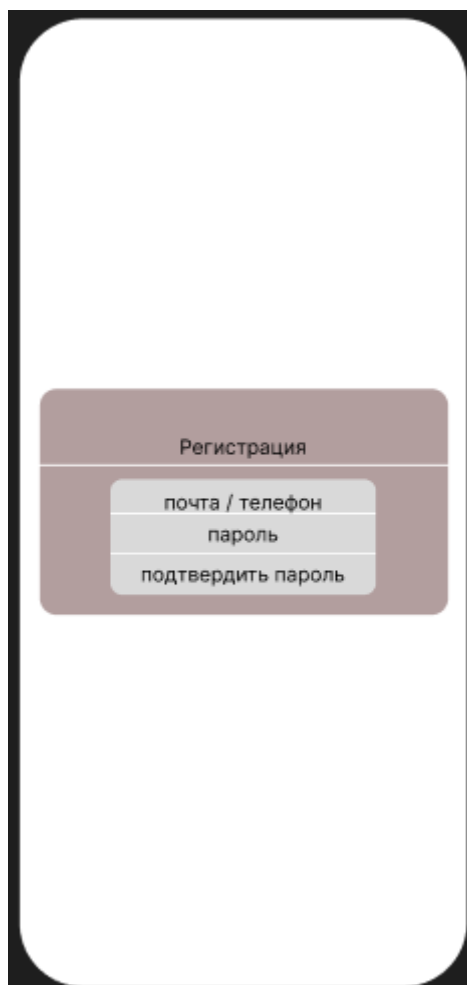 Регистрация
почта / телефон
пароль
подтвердить пароль